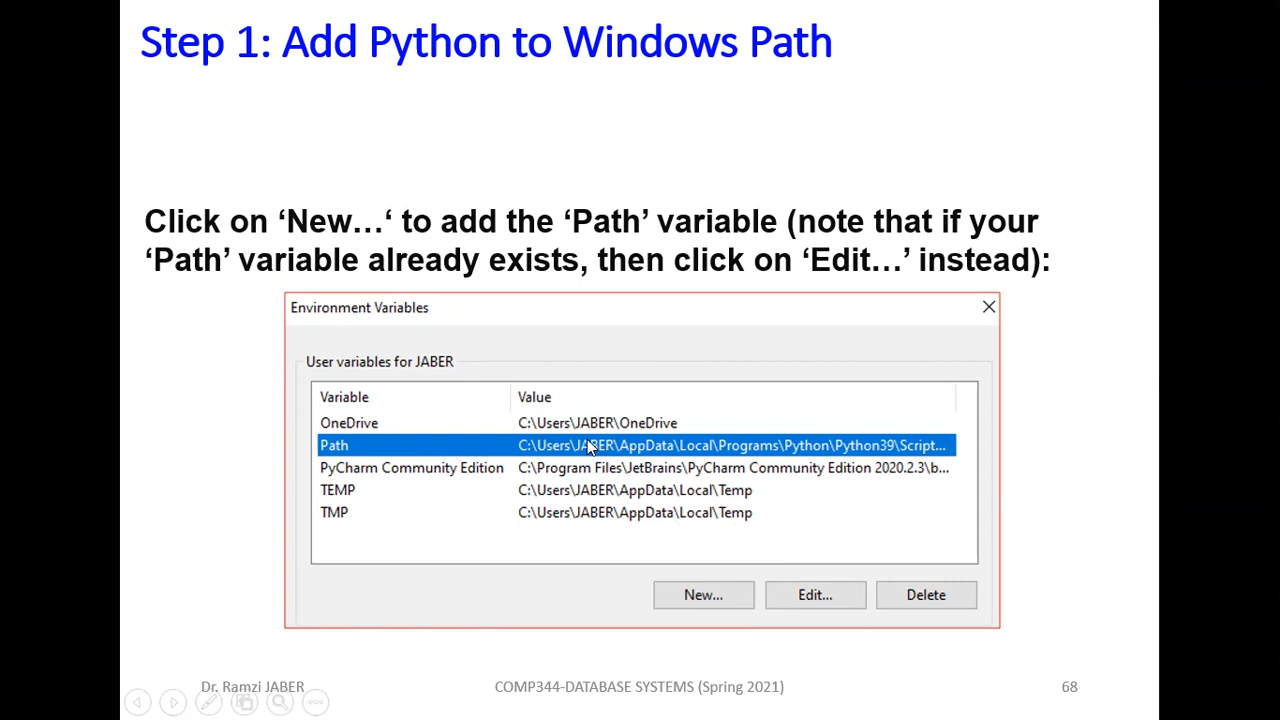 Step 1: Add Python to Windows Path
Click on ‘New…‘ to add the ‘Path’ variable (note that if your
‘Path’ variable already exists, then click on ‘Edit…’ instead):
Environment Variables
User variables for JABER
Variable Value
OneDrive C:\Users\JABER\OneDrive
Path C:\Users\JABER\AppData\Local\Programs\Python\Python39\Script...
PyCharm Community Edition C:\Program Files\JetBrains\PyCharm Community Edition 2020.2.3\b...
TEMP C:\Users\JABER\AppData\Local\Temp
TMP C:\Users\JABER\AppData\Local\Temp
New... Edit... Delete
Dr. Ramzi JABER COMP344-DATABASE SYSTEMS (Spring 2021) 68